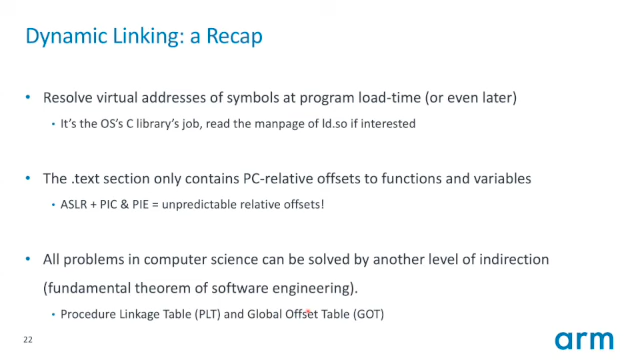 Dynamic Linking: a Recap
• Resolve virtual addresses of symbols at program load-time (or even later)
• It's the OS's C library's job, read the manpage of ld.so if interested
• The .text section only contains PC-relative offsets to functions and variables
• ASLR + PIC & PIE = unpredictable relative offsets!
• All problems in computer science can be solved by another level of indirection
(fundamental theorem of software engineering).
• Procedure Linkage Table (PLT) and Global Offset Table (GOT)
22
arm